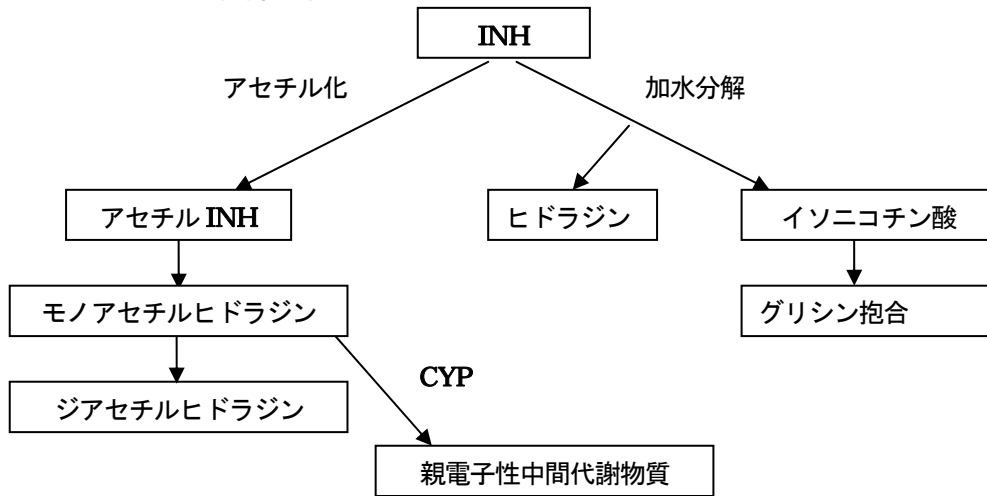 INH
アセチル化
加水分解
アセチル INH
ヒドラジン
イソニコチン酸
モノアセチルヒドラジン
グリシン抱合
CYP
ジアセチルヒドラジン
親電子性中間代謝物質